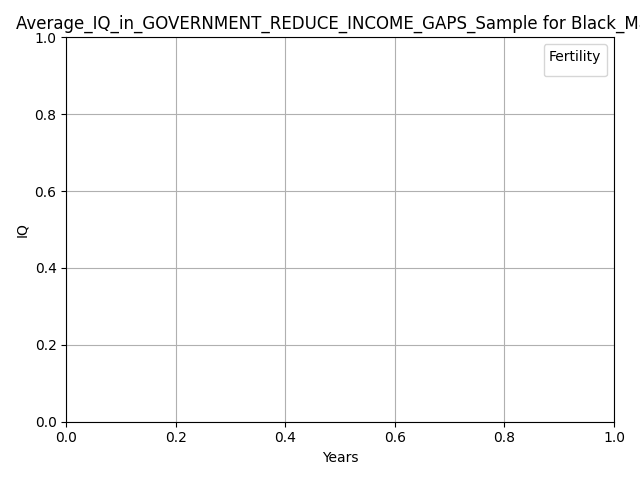 Average_IQ_in_GOVERNMENT_REDUCE_INCOME_GAPS_Sample for Black_M
1.0
Fertility
0.8
0.6
IQ
0.4
0.2
0.0
0.0 0.2 0.4 0.6 0.8 1.0
Years